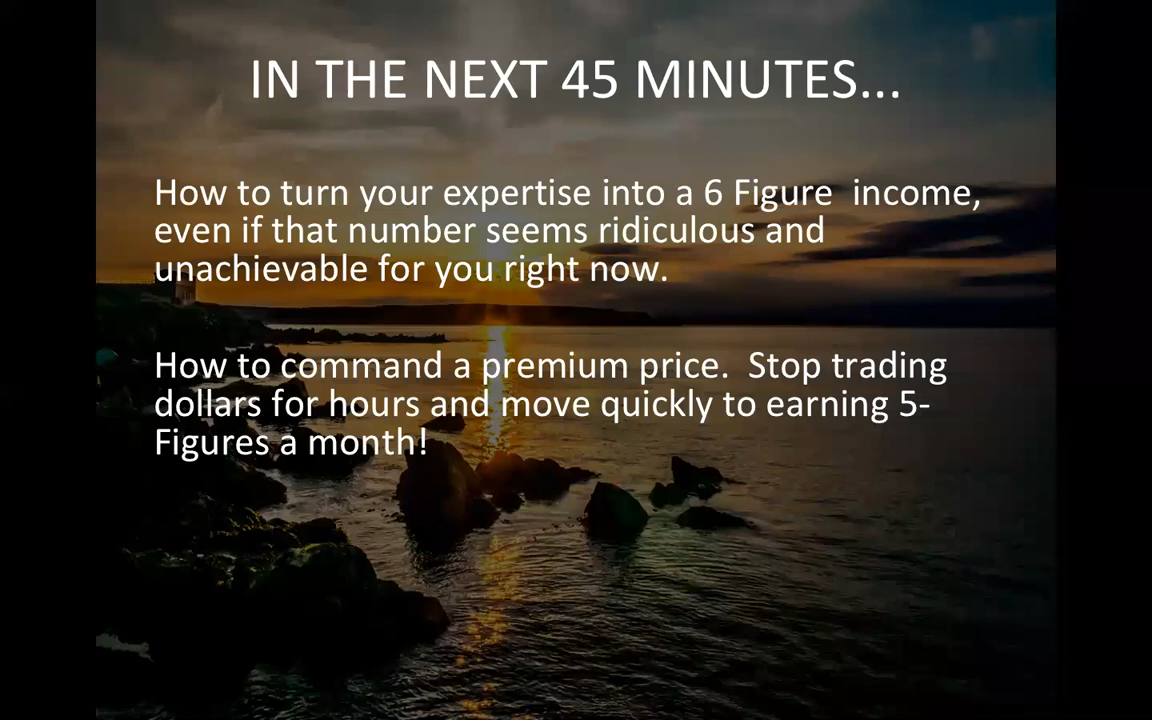 IN THE NEXT 45 MINUTES...
How to turn your expertise into a 6 Figure  income,
even if that number seems ridiculous and
unachievable for you right now.
How to command a premium price.  Stop trading
dollars for hours and move quickly to earning 5-
Figures a month!